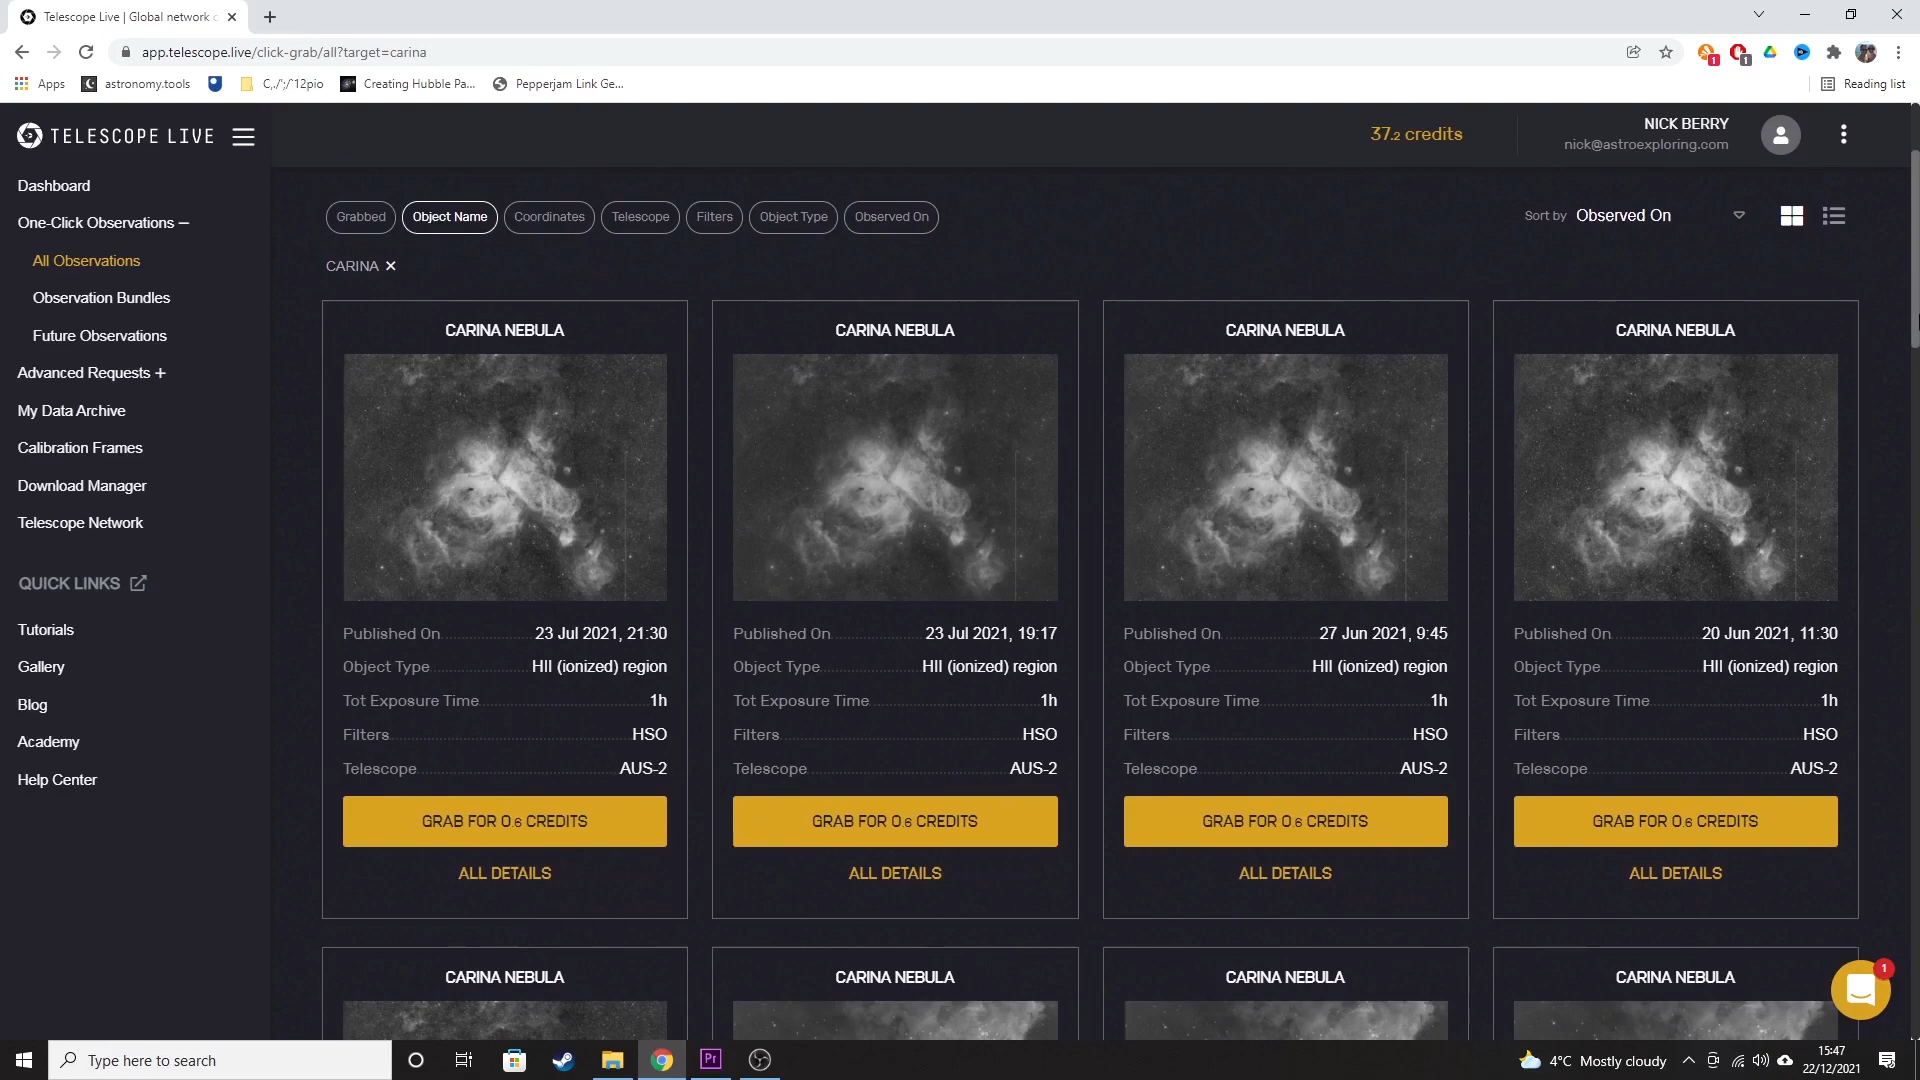 Telescope Live | Global network o
app.telescope.live/click-grab/all?target=carina
1
1
Apps
astronomy.tools
C,./';/'12pio
Creating Hubble Pa...
Pepperjam Link Ge...
Reading list
TELESCOPE LIVE
37.2 credits
NICK BERRY
nick@astroexploring.com
Dashboard
One-Click Observations –
All Observations
Observation Bundles
Future Observations
Advanced Requests +
My Data Archive
Calibration Frames
Download Manager
Telescope Network
QUICK LINKS
Tutorials
Gallery
Blog
Academy
Help Center
Grabbed
Object Name
Coordinates
Telescope
Filters
Object Type
Observed On
Sort by Observed On
CARINA ✕
CARINA NEBULA
Published On 23 Jul 2021, 21:30
Object Type HII (ionized) region
Tot Exposure Time 1h
Filters HSO
Telescope AUS-2
GRAB FOR 0.6 CREDITS
ALL DETAILS
CARINA NEBULA
Published On 23 Jul 2021, 19:17
Object Type HII (ionized) region
Tot Exposure Time 1h
Filters HSO
Telescope AUS-2
GRAB FOR 0.6 CREDITS
ALL DETAILS
CARINA NEBULA
Published On 27 Jun 2021, 9:45
Object Type HII (ionized) region
Tot Exposure Time 1h
Filters HSO
Telescope AUS-2
GRAB FOR 0.6 CREDITS
ALL DETAILS
CARINA NEBULA
Published On 20 Jun 2021, 11:30
Object Type HII (ionized) region
Tot Exposure Time 1h
Filters HSO
Telescope AUS-2
GRAB FOR 0.6 CREDITS
ALL DETAILS
CARINA NEBULA
CARINA NEBULA
CARINA NEBULA
CARINA NEBULA
1
Type here to search
Pr
4°C Mostly cloudy
15:47
22/12/2021